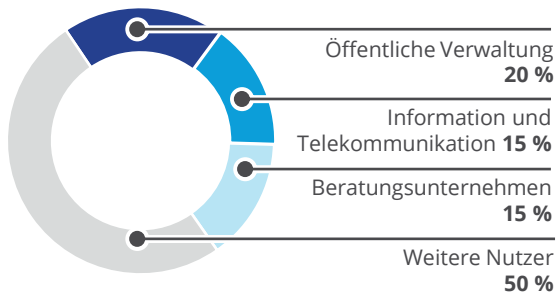 Öffentliche Verwaltung
20 %
Information und
Telekommunikation 15 %
Beratungsunternehmen
15 %
Weitere Nutzer
50 %